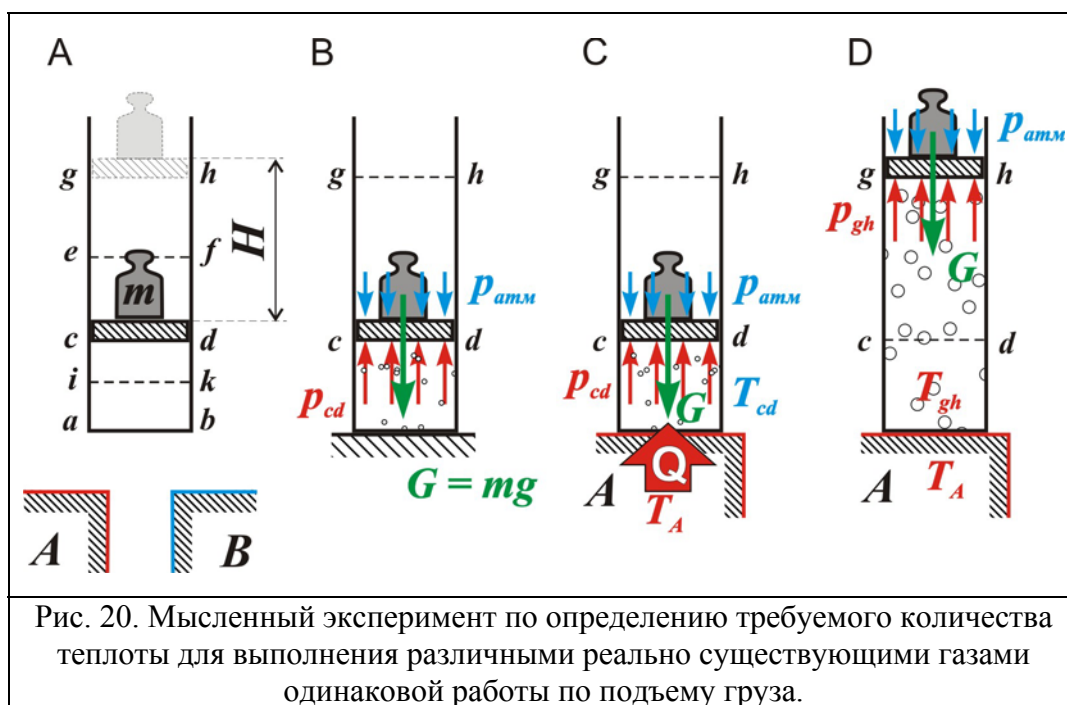 A B C D
g h
H
e f
m
c d
i k
a b
A B
g h
p_атм
c d
p_cd
G = mg
g h
p_атм
c d
p_cd
G
T_cd
Q
A T_A
p_атм
g h
p_gh
G
c d
T_gh
A T_A
Рис. 20. Мысленный эксперимент по определению требуемого количества
теплоты для выполнения различными реально существующими газами
одинаковой работы по подъему груза.